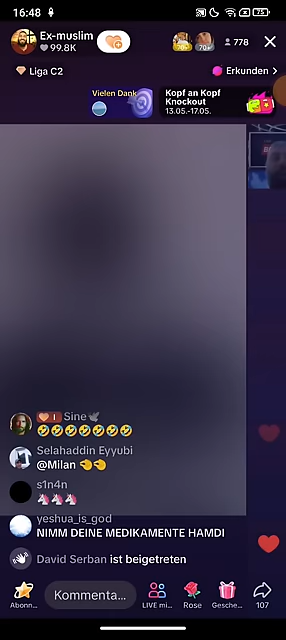 16:48
75
Ex-muslim
99.8K
70+
70+
778
Liga C2
Erkunden
Vielen Dank
Kopf an Kopf
Knockout
13.05.-17.05.
Sine
Selahaddin Eyyubi
@Milan
s1n4n
yeshua_is_god
NIMM DEINE MEDIKAMENTE HAMDI
David Serban ist beigetreten
Abonn...
Kommenta...
LIVE mi...
Rose
Gesche...
107